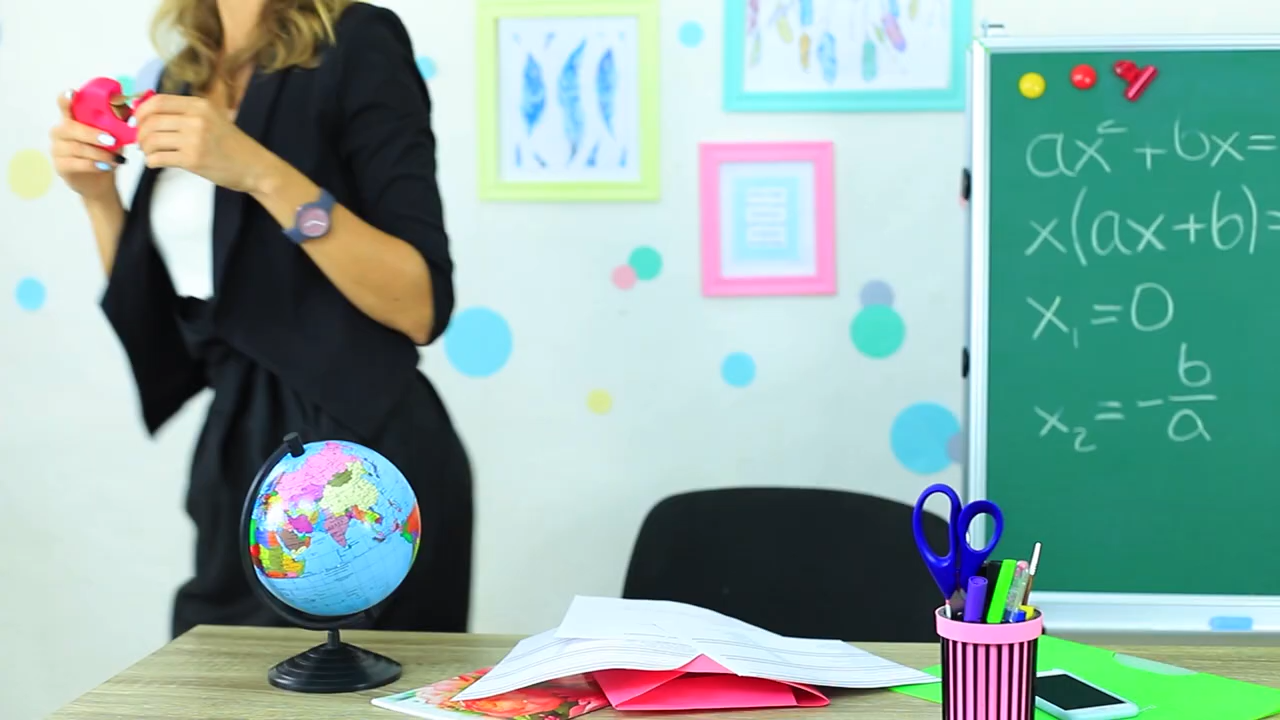 ax² + bx =
x(ax+b) =
x₁ = 0
x₂ = - b/a